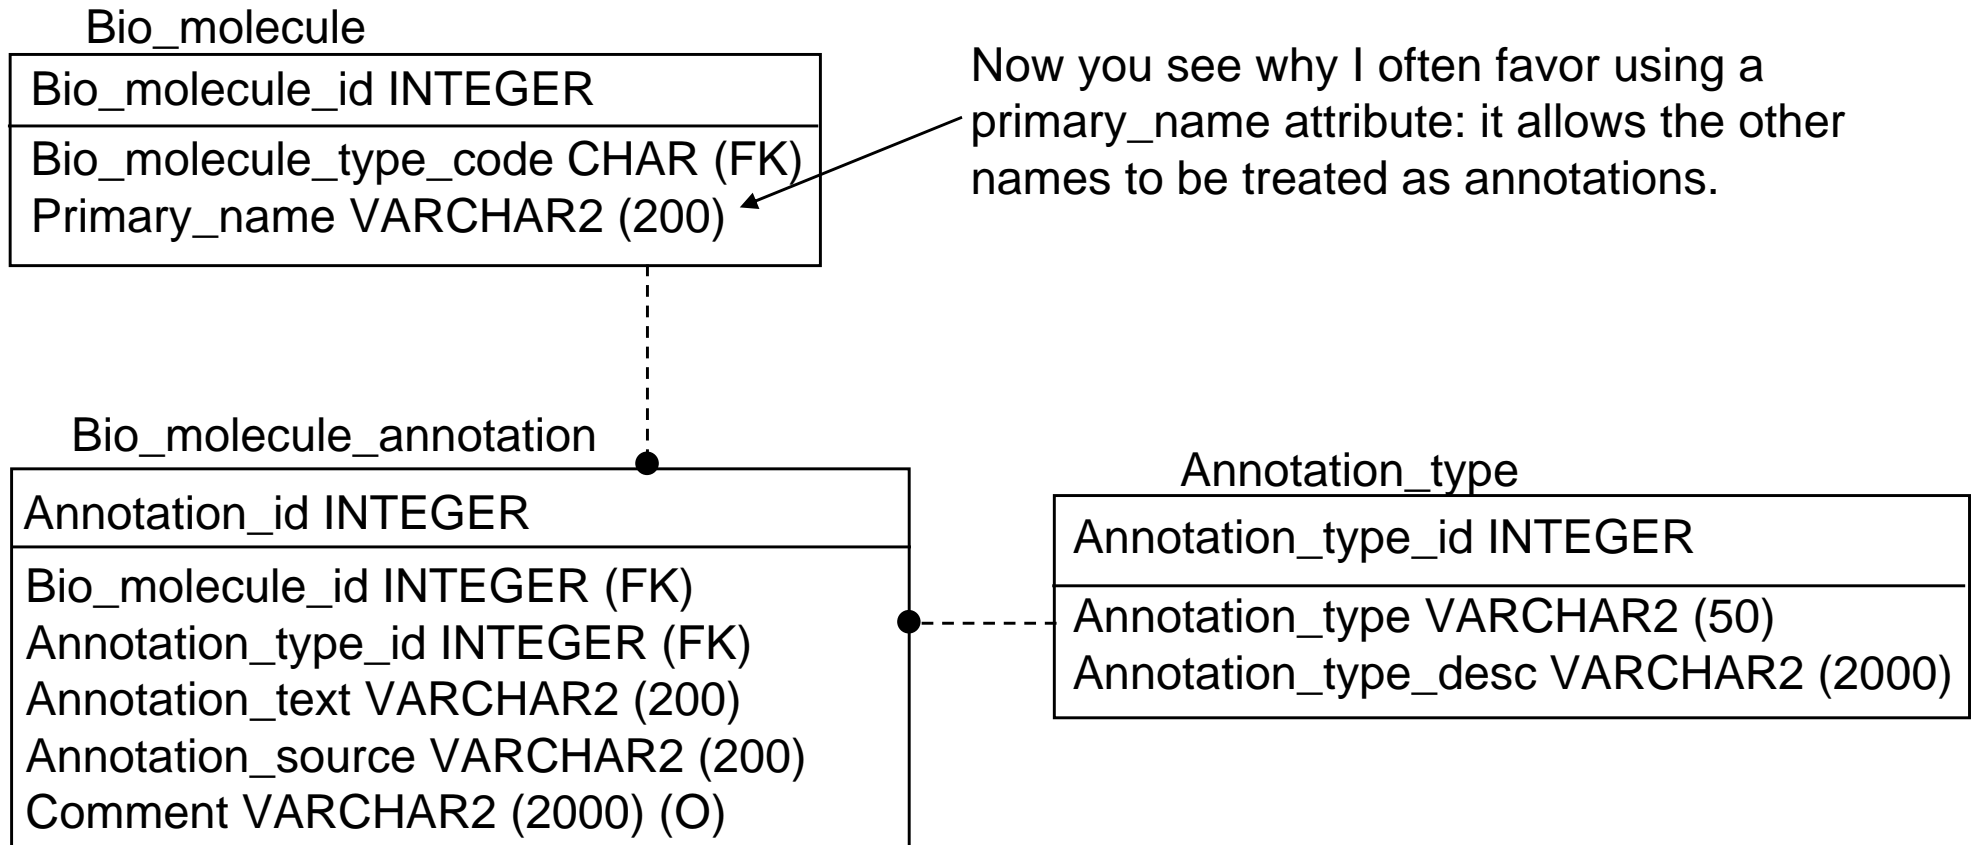 Bio_molecule
Bio_molecule_id INTEGER
Bio_molecule_type_code CHAR (FK)
Primary_name VARCHAR2 (200)
Now you see why I often favor using a
primary_name attribute: it allows the other
names to be treated as annotations.
Bio_molecule_annotation
Annotation_id INTEGER
Bio_molecule_id INTEGER (FK)
Annotation_type_id INTEGER (FK)
Annotation_text VARCHAR2 (200)
Annotation_source VARCHAR2 (200)
Comment VARCHAR2 (2000) (O)
Annotation_type
Annotation_type_id INTEGER
Annotation_type VARCHAR2 (50)
Annotation_type_desc VARCHAR2 (2000)